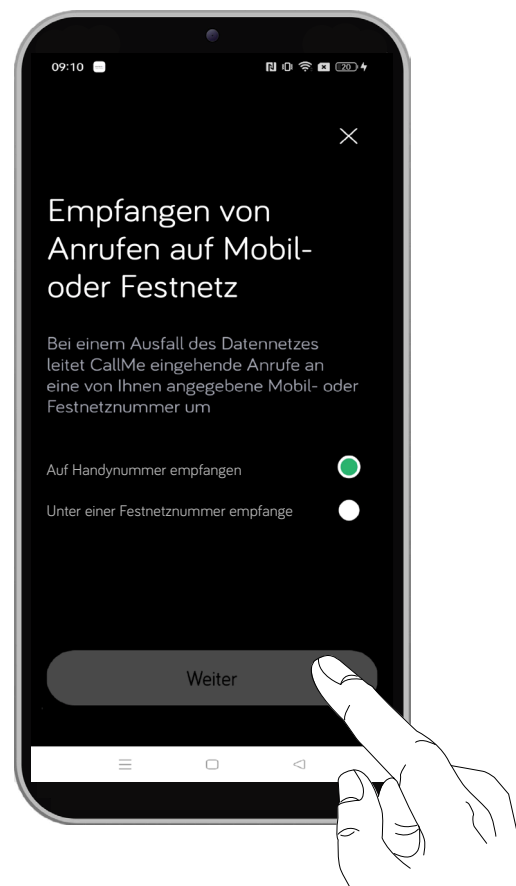 09:10
20
Empfangen von
Anrufen auf Mobil-
oder Festnetz
Bei einem Ausfall des Datennetzes
leitet CallMe eingehende Anrufe an
eine von Ihnen angegebene Mobil- oder
Festnetznummer um
Auf Handynummer empfangen
Unter einer Festnetznummer empfange
Weiter